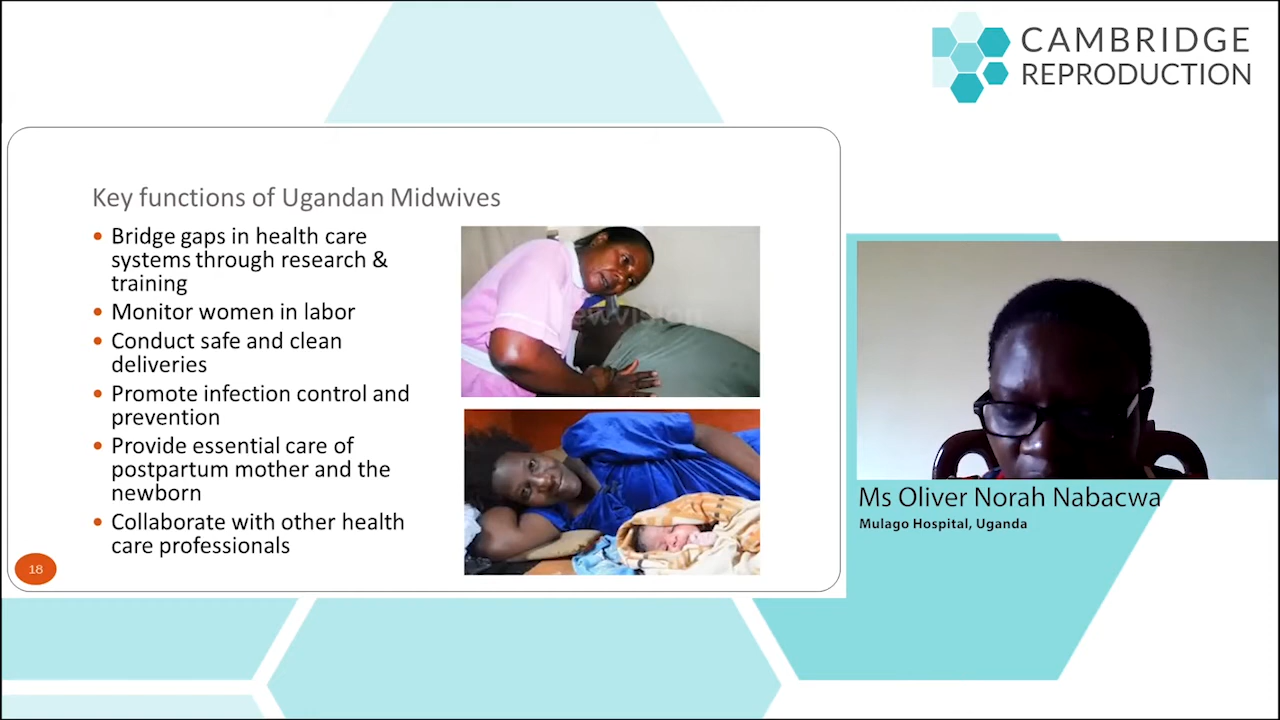 CAMBRIDGE
REPRODUCTION
Key functions of Ugandan Midwives
• Bridge gaps in health care
systems through research &
training
• Monitor women in labor
• Conduct safe and clean
deliveries
• Promote infection control and
prevention
• Provide essential care of
postpartum mother and the
newborn
• Collaborate with other health
care professionals
18
Ms Oliver Norah Nabacwa
Mulago Hospital, Uganda